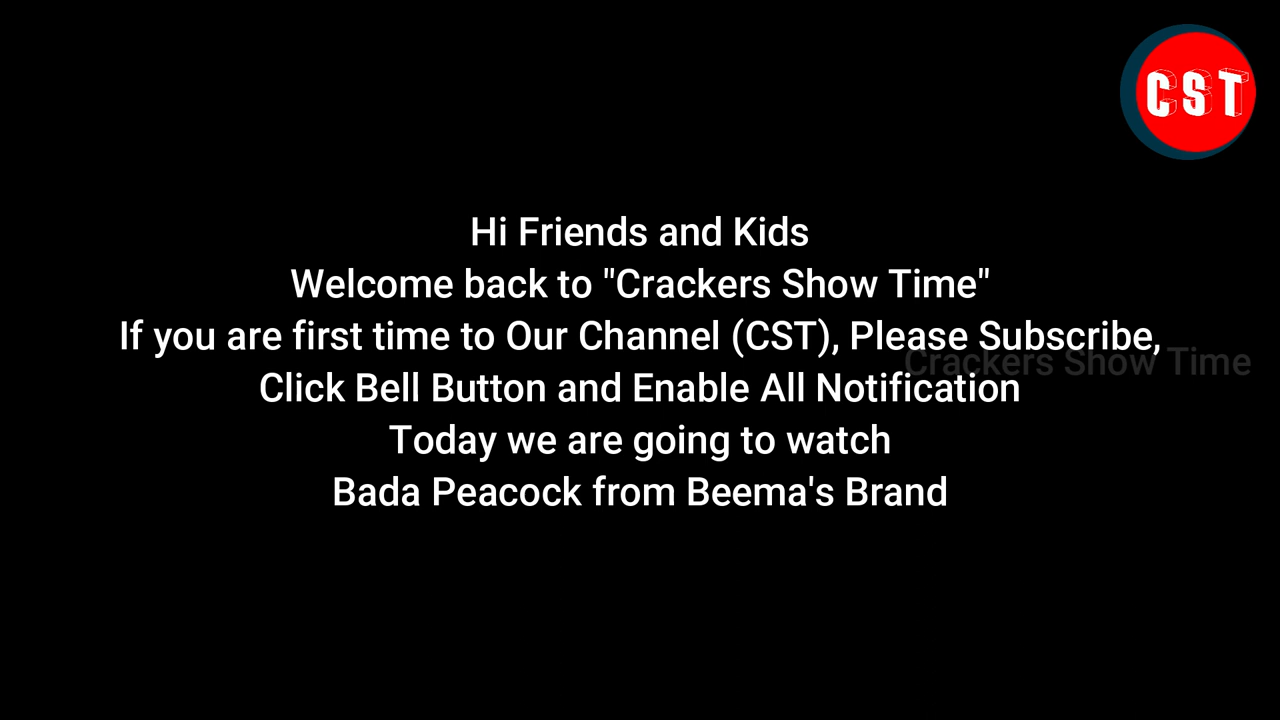 CST
Hi Friends and Kids
Welcome back to "Crackers Show Time"
If you are first time to Our Channel (CST), Please Subscribe,
Crackers Show Time
Click Bell Button and Enable All Notification
Today we are going to watch
Bada Peacock from Beema's Brand